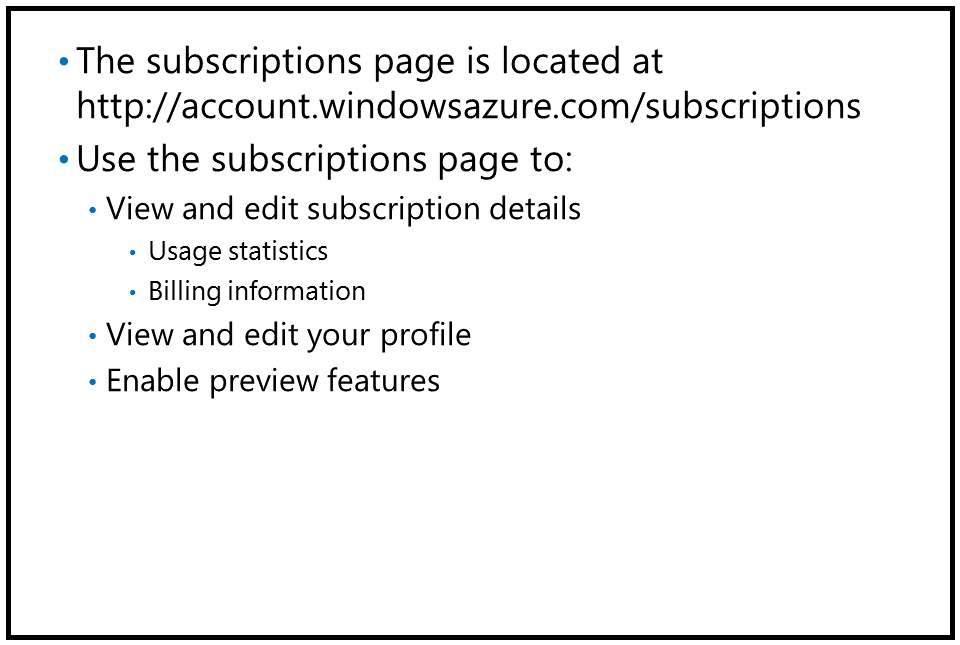 • The subscriptions page is located at
http://account.windowsazure.com/subscriptions
• Use the subscriptions page to:
• View and edit subscription details
• Usage statistics
• Billing information
• View and edit your profile
• Enable preview features